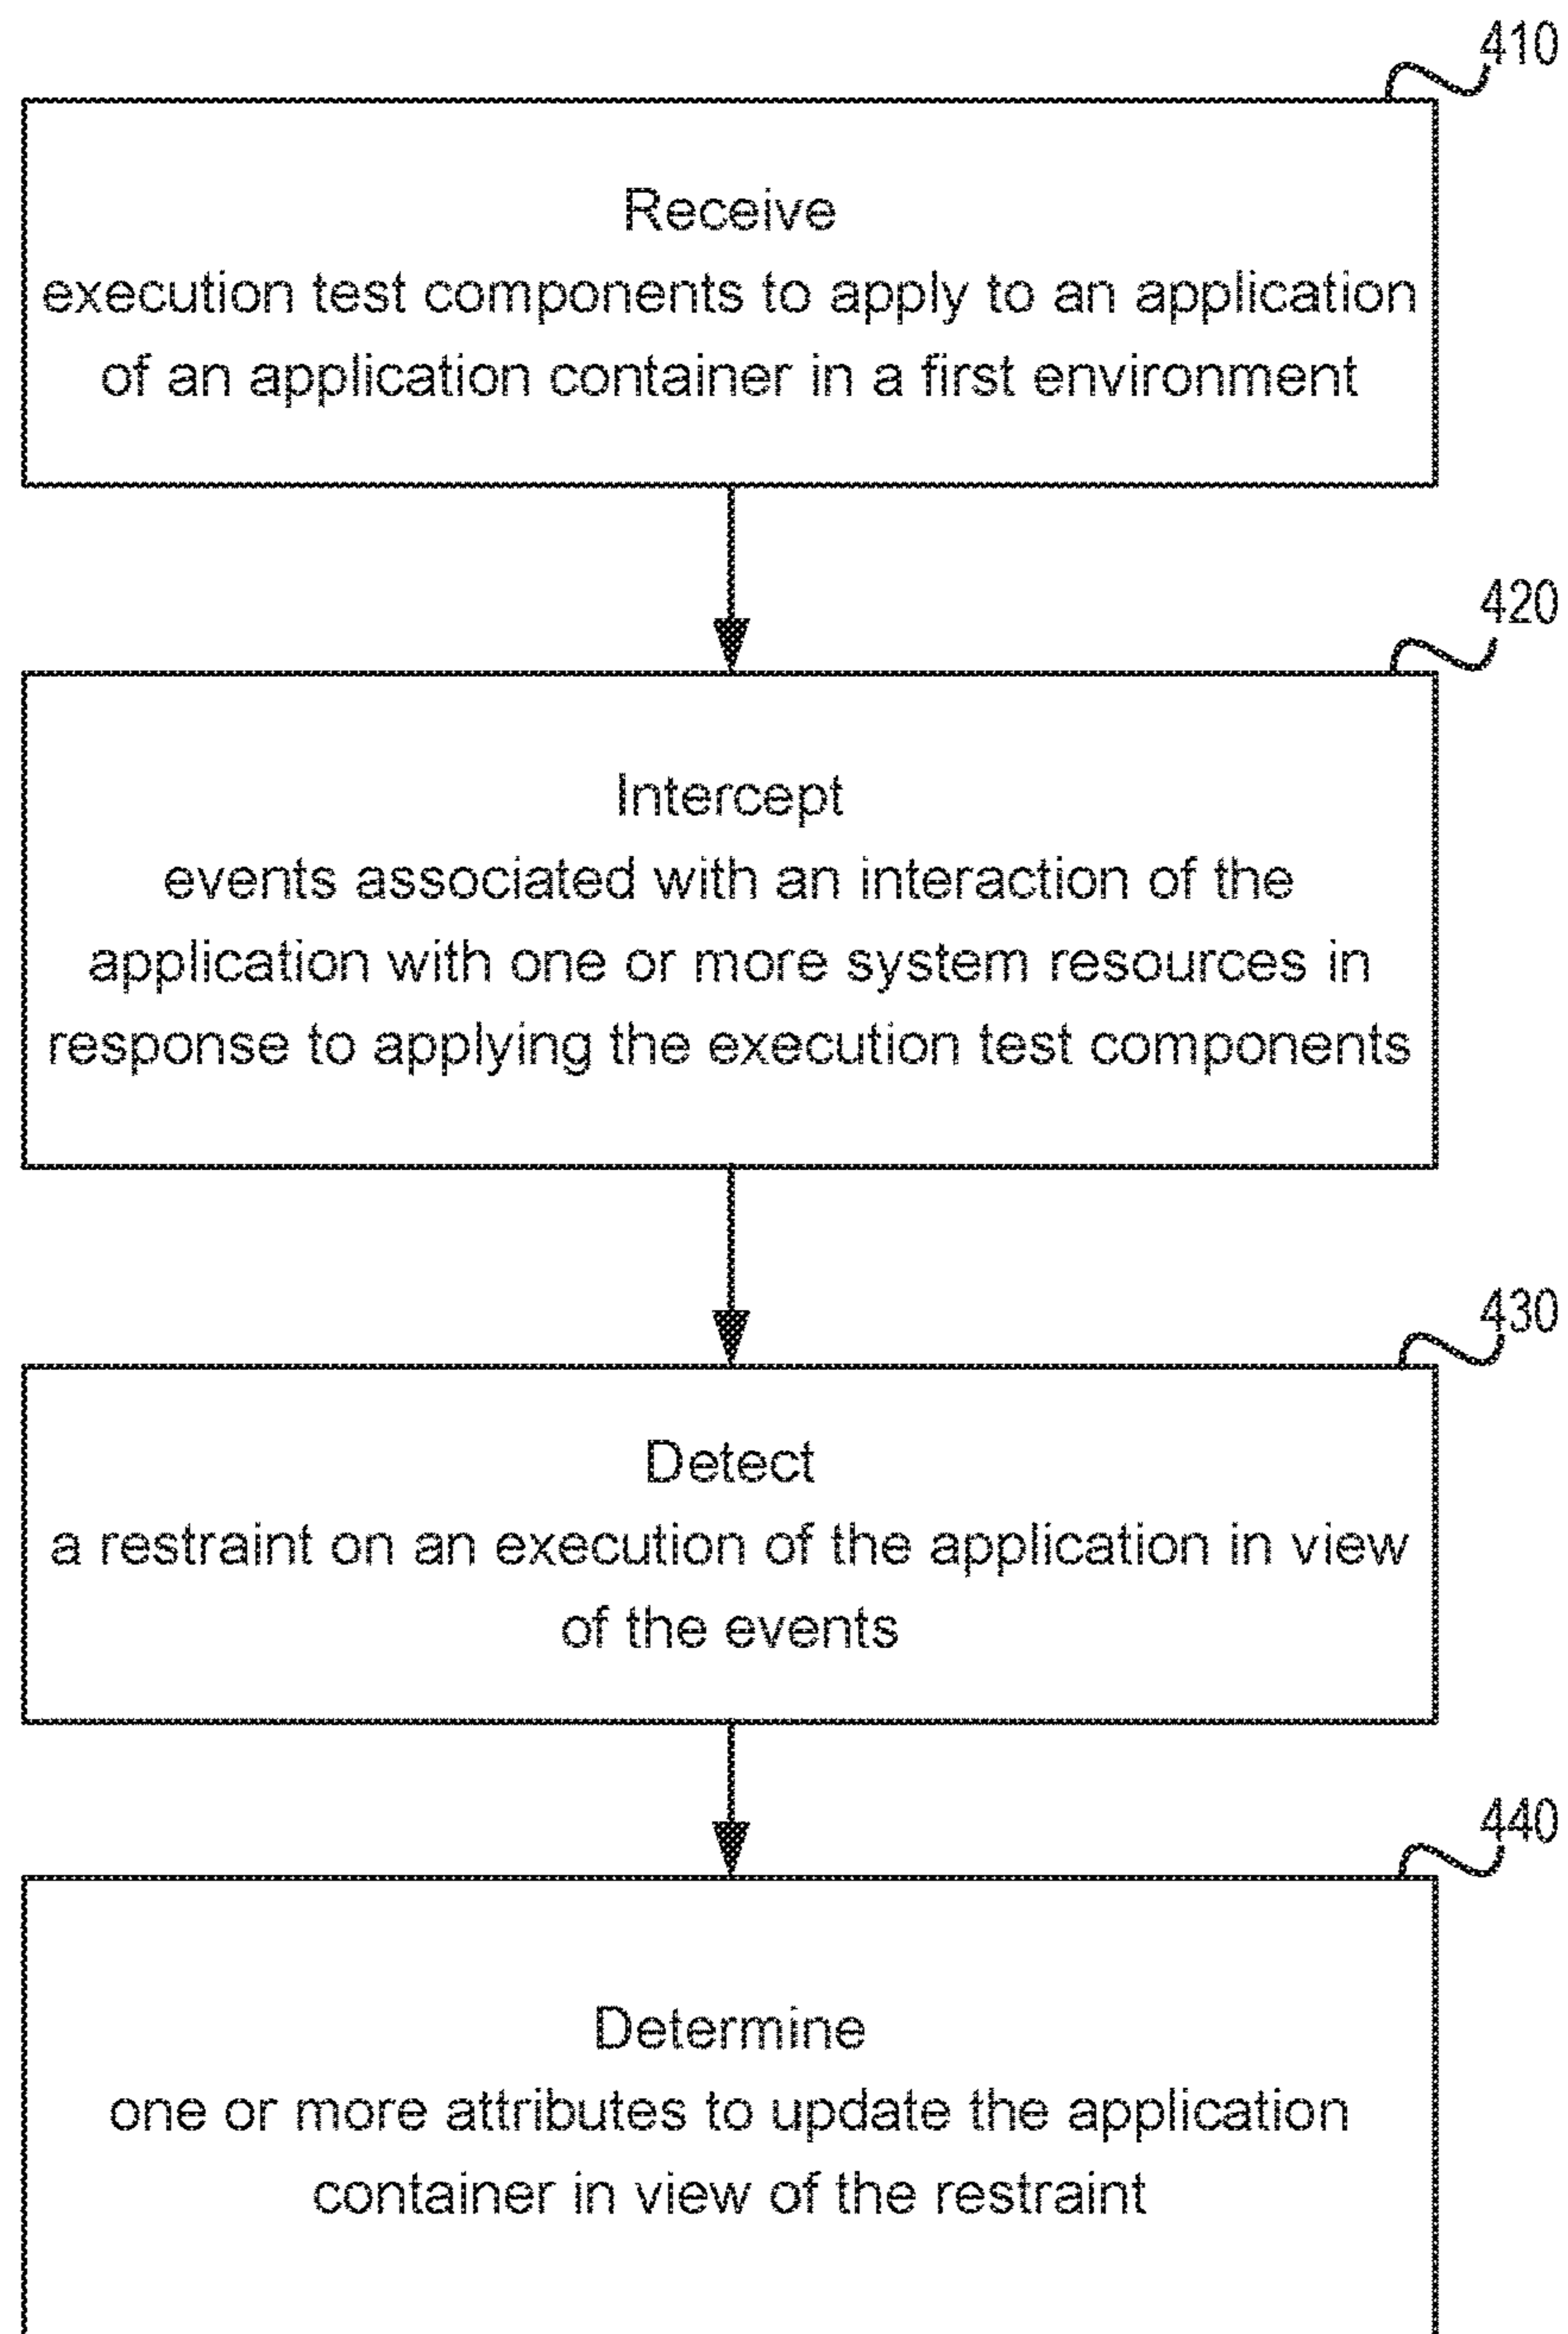 410
Receive
execution test components to apply to an application
of an application container in a first environment
420
Intercept
events associated with an interaction of the
application with one or more system resources in
response to applying the execution test components
430
Detect
a restraint on an execution of the application in view
of the events
440
Determine
one or more attributes to update the application
container in view of the restraint